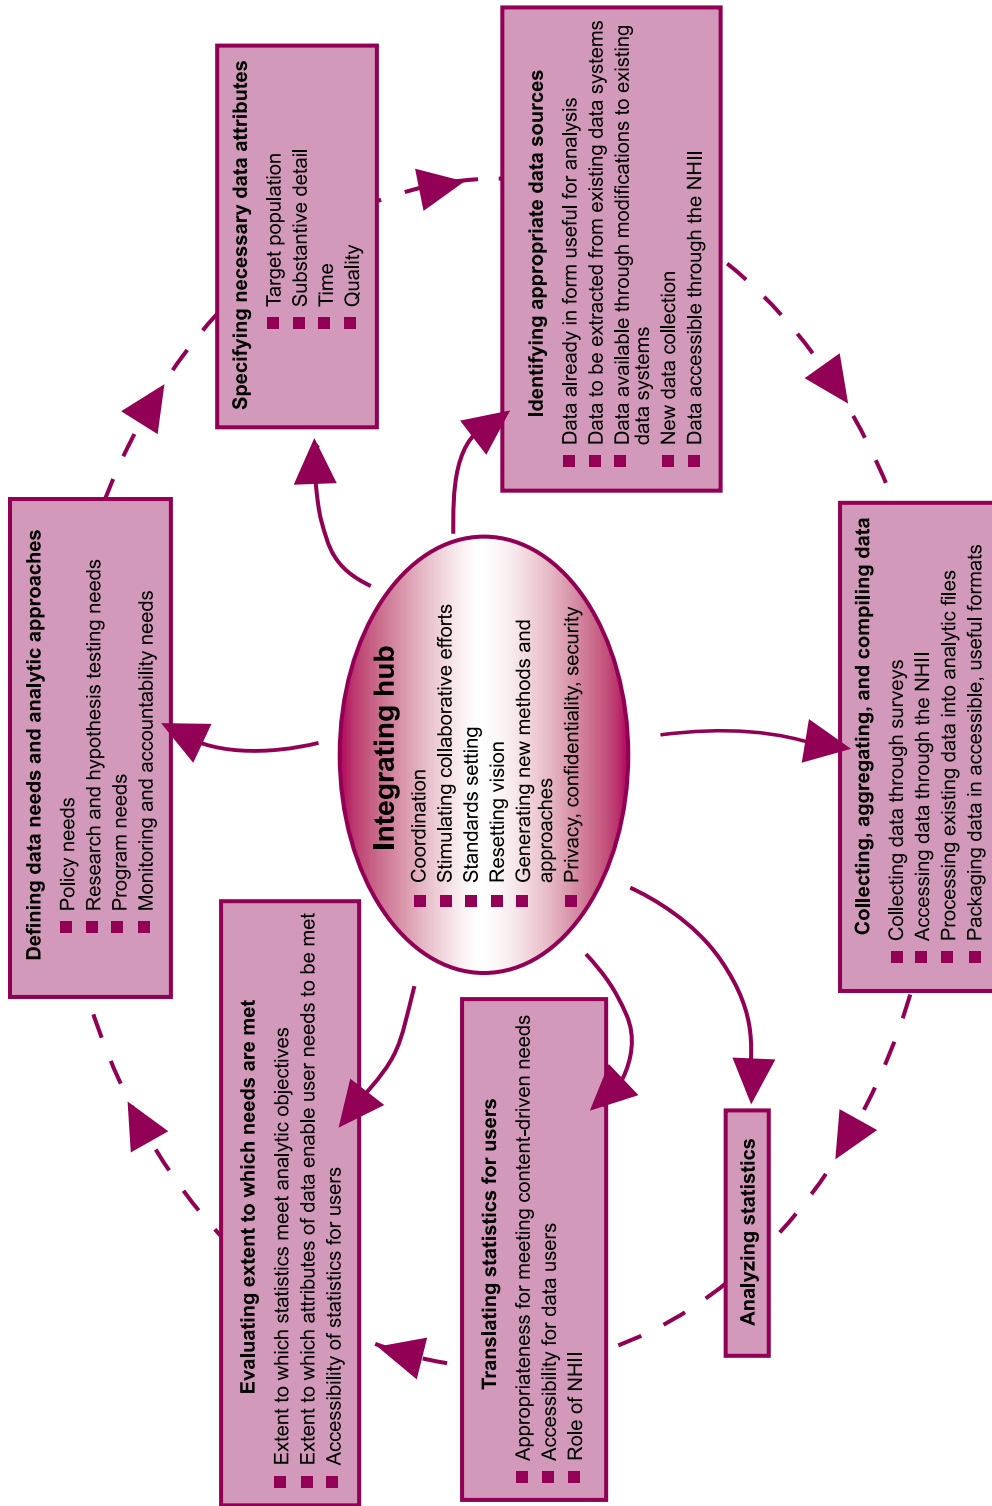 Defining data needs and analytic approaches
Policy needs
Research and hypothesis testing needs
Program needs
Monitoring and accountability needs
Specifying necessary data attributes
Target population
Substantive detail
Time
Quality
Identifying appropriate data sources
Data already in form useful for analysis
Data to be extracted from existing data systems
Data available through modifications to existing
data systems
New data collection
Data accessible through the NHII
Collecting, aggregating, and compiling data
Collecting data through surveys
Accessing data through the NHII
Processing existing data into analytic files
Packaging data in accessible, useful formats
Analyzing statistics
Translating statistics for users
Appropriateness for meeting content-driven needs
Accessibility for data users
Role of NHII
Evaluating extent to which needs are met
Extent to which statistics meet analytic objectives
Extent to which attributes of data enable user needs to be met
Accessibility of statistics for users
Integrating hub
Coordination
Stimulating collaborative efforts
Standards setting
Resetting vision
Generating new methods and
approaches
Privacy, confidentiality, security